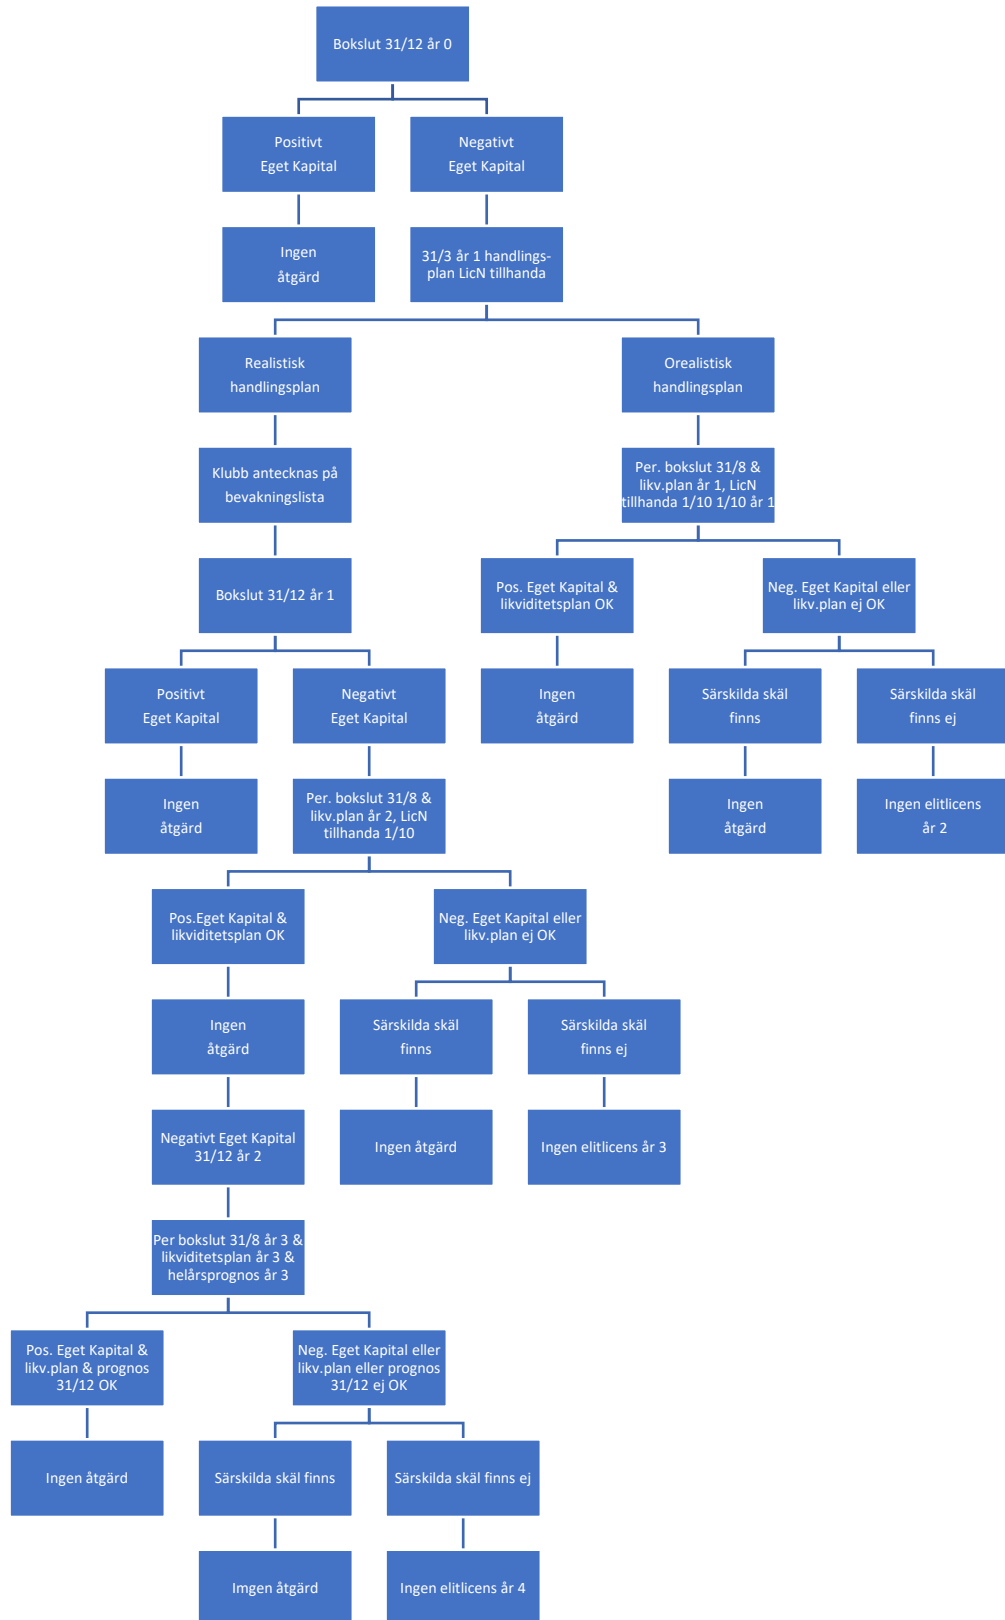 Bokslut 31/12 år 0
Positivt
Eget Kapital
Negativt
Eget Kapital
Ingen
åtgärd
31/3 år 1 handlings-
plan LicN tillhanda
Realistisk
handlingsplan
Orealistisk
handlingsplan
Klubb antecknas på
bevakningslista
Per. bokslut 31/8 &
likv.plan år 1, LicN
tillhanda 1/10 1/10 år 1
Bokslut 31/12 år 1
Pos. Eget Kapital &
likviditetsplan OK
Neg. Eget Kapital eller
likv.plan ej OK
Positivt
Eget Kapital
Negativt
Eget Kapital
Ingen
åtgärd
Särskilda skäl
finns
Särskilda skäl
finns ej
Ingen
åtgärd
Per. bokslut 31/8 &
likv.plan år 2, LicN
tillhanda 1/10
Ingen
åtgärd
Ingen elitlicens
år 2
Pos.Eget Kapital &
likviditetsplan OK
Neg. Eget Kapital eller
likv.plan ej OK
Ingen
åtgärd
Särskilda skäl
finns
Särskilda skäl
finns ej
Negativt Eget Kapital
31/12 år 2
Ingen åtgärd
Ingen elitlicens år 3
Per bokslut 31/8 år 3 &
likviditetsplan år 3 &
helårsprognos år 3
Pos. Eget Kapital &
likv.plan & prognos
31/12 OK
Neg. Eget Kapital eller
likv.plan eller prognos
31/12 ej OK
Ingen åtgärd
Särskilda skäl finns
Särskilda skäl finns ej
Imgen åtgärd
Ingen elitlicens år 4